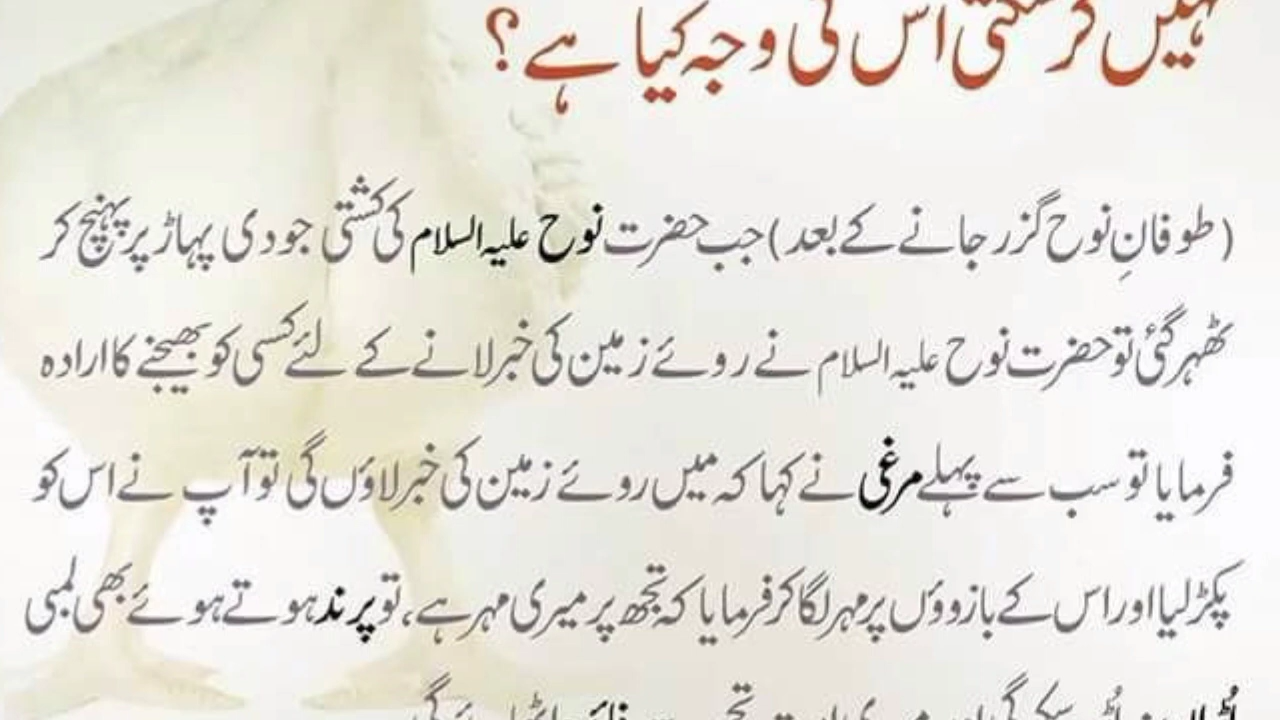 نہیں کر سکتی اس کی وجہ کیا ہے؟
(طوفانِ نوح گزر جانے کے بعد) جب حضرت نوح علیہ السلام کی کشتی جودی پہاڑ پر پہنچ کر
ٹھہر گئی تو حضرت نوح علیہ السلام نے روئے زمین کی خبر لانے کے لئے کسی کو بھیجنے کا ارادہ
فرمایا تو سب سے پہلے مرغی نے کہا کہ میں روئے زمین کی خبر لاؤں گی تو آپ نے اس کو
پکڑ لیا اور اس کے بازووٴں پر مہر لگا کر فرمایا کہ تجھ پر میری مہر ہے، تو پرند ہوتے ہوئے بھی لمبی